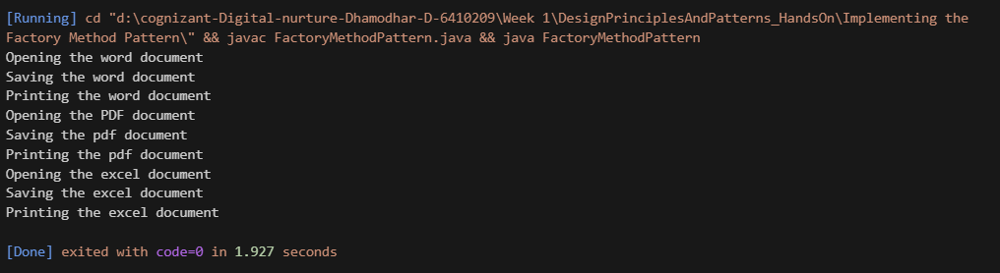 [Running] cd "d:\cognizant-Digital-nurture-Dhamodhar-D-6410209\Week 1\DesignPrinciplesAndPatterns_HandsOn\Implementing the
Factory Method Pattern\" && javac FactoryMethodPattern.java && java FactoryMethodPattern
Opening the word document
Saving the word document
Printing the word document
Opening the PDF document
Saving the pdf document
Printing the pdf document
Opening the excel document
Saving the excel document
Printing the excel document
[Done] exited with code=0 in 1.927 seconds